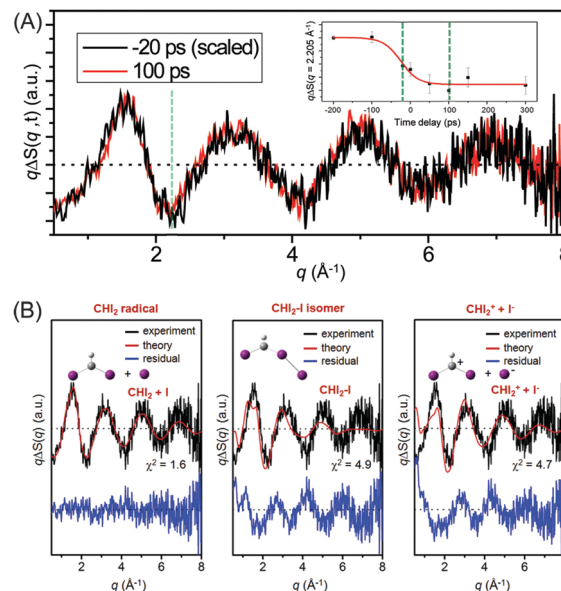 (A)
-20 ps (scaled)
100 ps
qΔS(q ,t) (a.u.)
qΔS(q = 2.205 Å⁻¹)
-200 -100 0 100 200 300
Time delay (ps)
2 4 6 8
q (Å⁻¹)
(B)
CHI₂ radical
experiment
theory
residual
+
CHI₂ + I
χ² = 1.6
qΔS(q) (a.u.)
0 2 4 6 8
q (Å⁻¹)
CHI₂-I isomer
experiment
theory
residual
CHI₂-I
χ² = 4.9
qΔS(q) (a.u.)
0 2 4 6 8
q (Å⁻¹)
CHI₂⁺ + I⁻
experiment
theory
residual
+
+
-
CHI₂⁺ + I⁻
χ² = 4.7
qΔS(q) (a.u.)
0 2 4 6
q (Å⁻¹)